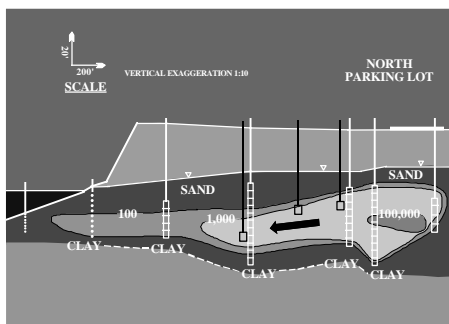 20'
200'
SCALE
VERTICAL EXAGGERATION 1:10
NORTH
PARKING LOT
SAND
SAND
100
1,000
100,000
CLAY
CLAY
CLAY
CLAY
CLAY